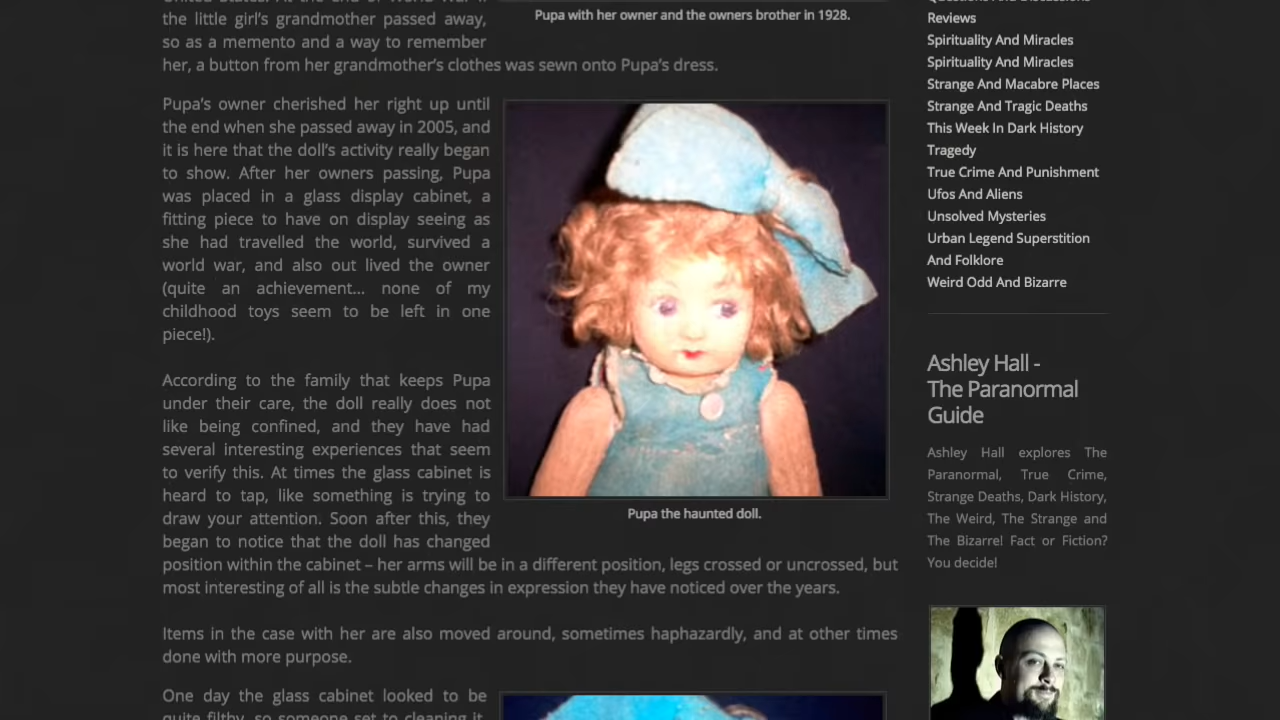 the little girl's grandmother passed away,
so as a memento and a way to remember
her, a button from her grandmother's clothes was sewn onto Pupa's dress.
Pupa with her owner and the owners brother in 1928.
Pupa's owner cherished her right up until
the end when she passed away in 2005, and
it is here that the doll's activity really began
to show. After her owners passing, Pupa
was placed in a glass display cabinet, a
fitting piece to have on display seeing as
she had travelled the world, survived a
world war, and also out lived the owner
(quite an achievement... none of my
childhood toys seem to be left in one
piece!).
According to the family that keeps Pupa
under their care, the doll really does not
like being confined, and they have had
several interesting experiences that seem
to verify this. At times the glass cabinet is
heard to tap, like something is trying to
draw your attention. Soon after this, they
began to notice that the doll has changed
position within the cabinet – her arms will be in a different position, legs crossed or uncrossed, but
most interesting of all is the subtle changes in expression they have noticed over the years.
Pupa the haunted doll.
Items in the case with her are also moved around, sometimes haphazardly, and at other times
done with more purpose.
One day the glass cabinet looked to be
quite filthy, so someone set to cleaning it.
Reviews
Spirituality And Miracles
Spirituality And Miracles
Strange And Macabre Places
Strange And Tragic Deaths
This Week In Dark History
Tragedy
True Crime And Punishment
Ufos And Aliens
Unsolved Mysteries
Urban Legend Superstition
And Folklore
Weird Odd And Bizarre
Ashley Hall -
The Paranormal
Guide
Ashley Hall explores The
Paranormal, True Crime,
Strange Deaths, Dark History,
The Weird, The Strange and
The Bizarre! Fact or Fiction?
You decide!